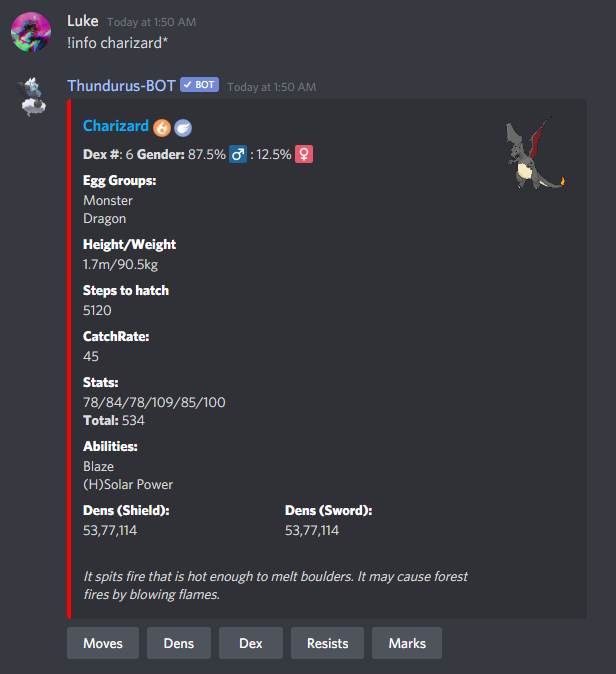 Luke Today at 1:50 AM
!info charizard*
Thundurus-BOT ✓ BOT Today at 1:50 AM
Charizard
Dex #: 6 Gender: 87.5% ♂ : 12.5% ♀
Egg Groups:
Monster
Dragon
Height/Weight
1.7m/90.5kg
Steps to hatch
5120
CatchRate:
45
Stats:
78/84/78/109/85/100
Total: 534
Abilities:
Blaze
(H)Solar Power
Dens (Shield): Dens (Sword):
53,77,114 53,77,114
It spits fire that is hot enough to melt boulders. It may cause forest
fires by blowing flames.
Moves Dens Dex Resists Marks